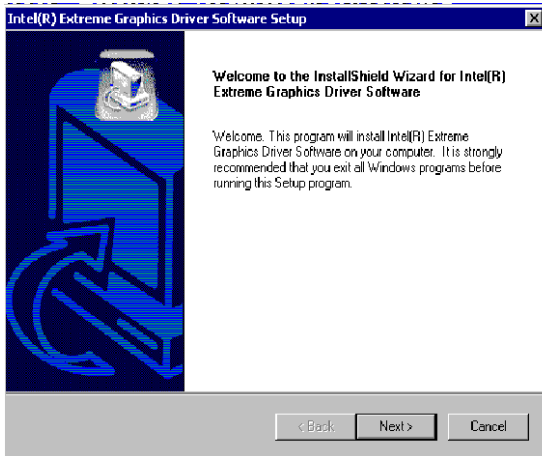 Intel(R) Extreme Graphics Driver Software Setup
Welcome to the InstallShield Wizard for Intel(R)
Extreme Graphics Driver Software
Welcome. This program will install Intel(R) Extreme
Graphics Driver Software on your computer. It is strongly
recommended that you exit all Windows programs before
running this Setup program.
< Back
Next >
Cancel